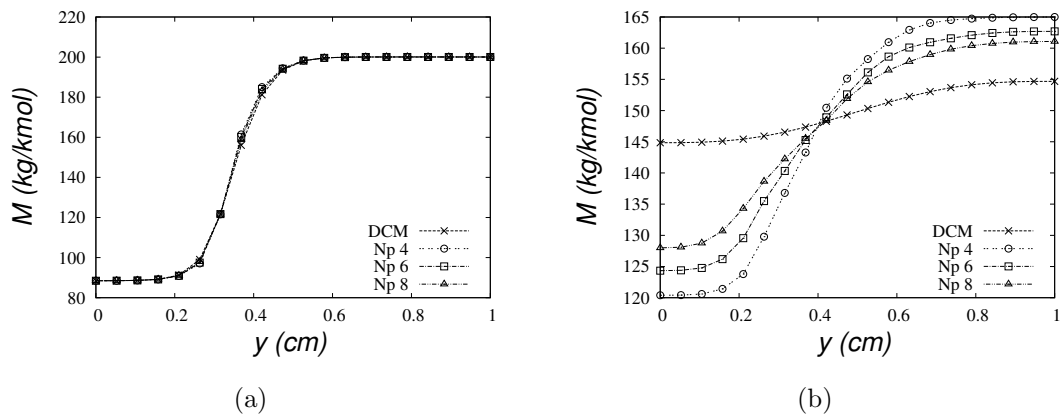 220
200
180
160
140
120
100
80
M (kg/kmol)
DCM
Np 4
Np 6
Np 8
0 0.2 0.4 0.6 0.8 1
y (cm)
(a)
165
160
155
150
145
140
135
130
125
120
M (kg/kmol)
DCM
Np 4
Np 6
Np 8
0 0.2 0.4 0.6 0.8 1
y (cm)
(b)